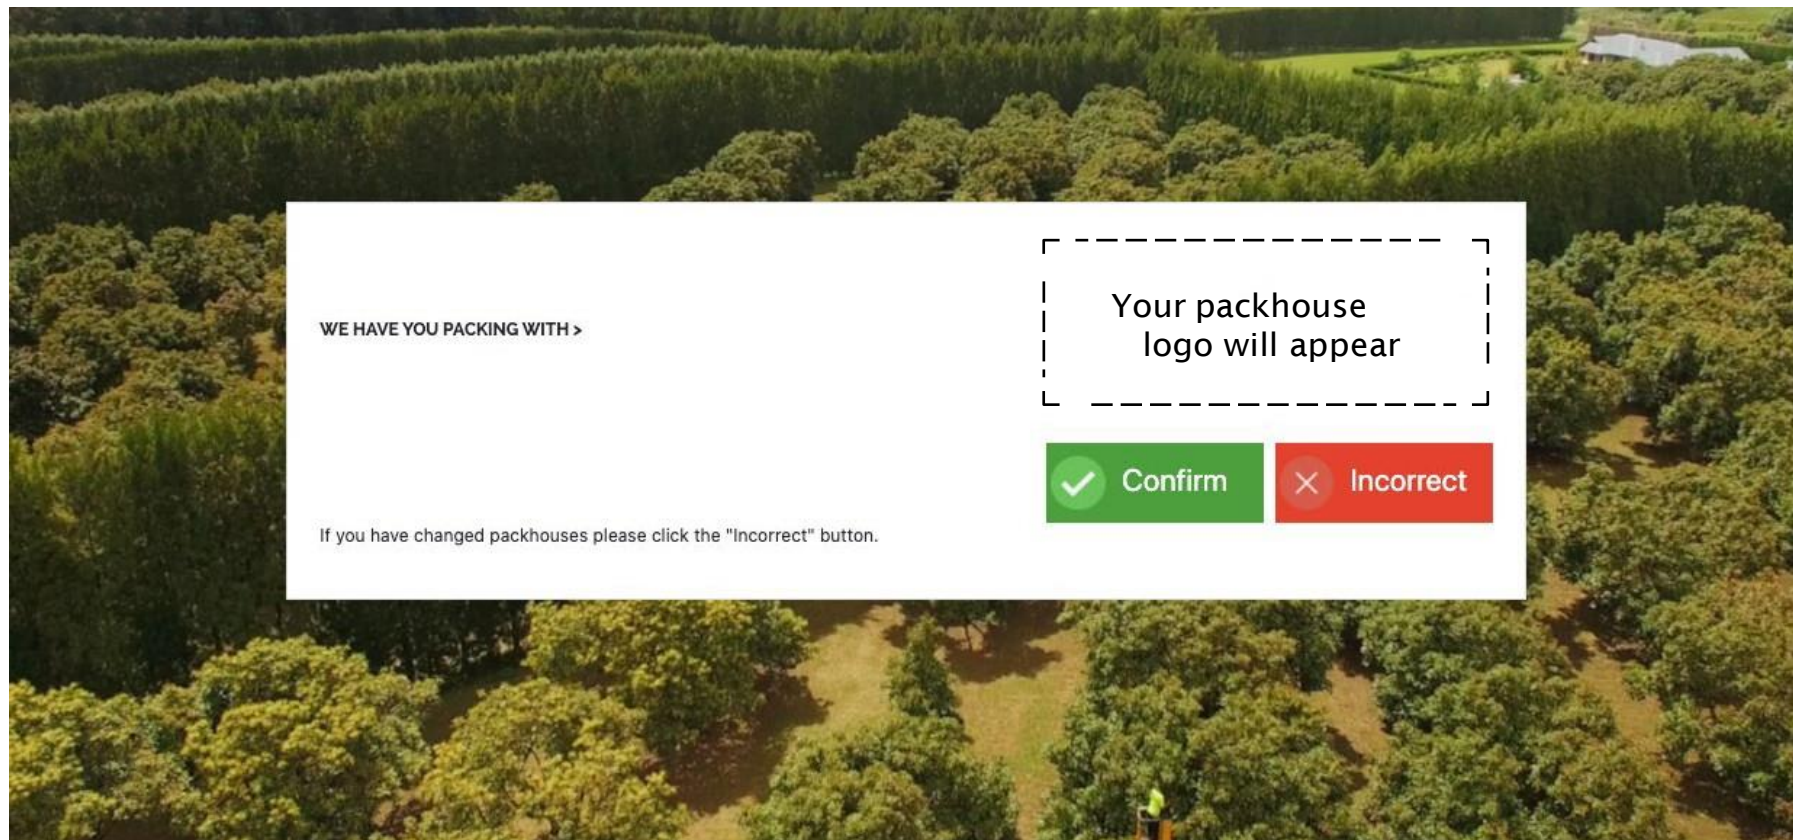 WE HAVE YOU PACKING WITH >
Your packhouse
logo will appear
Confirm
Incorrect
If you have changed packhouses please click the "Incorrect" button.